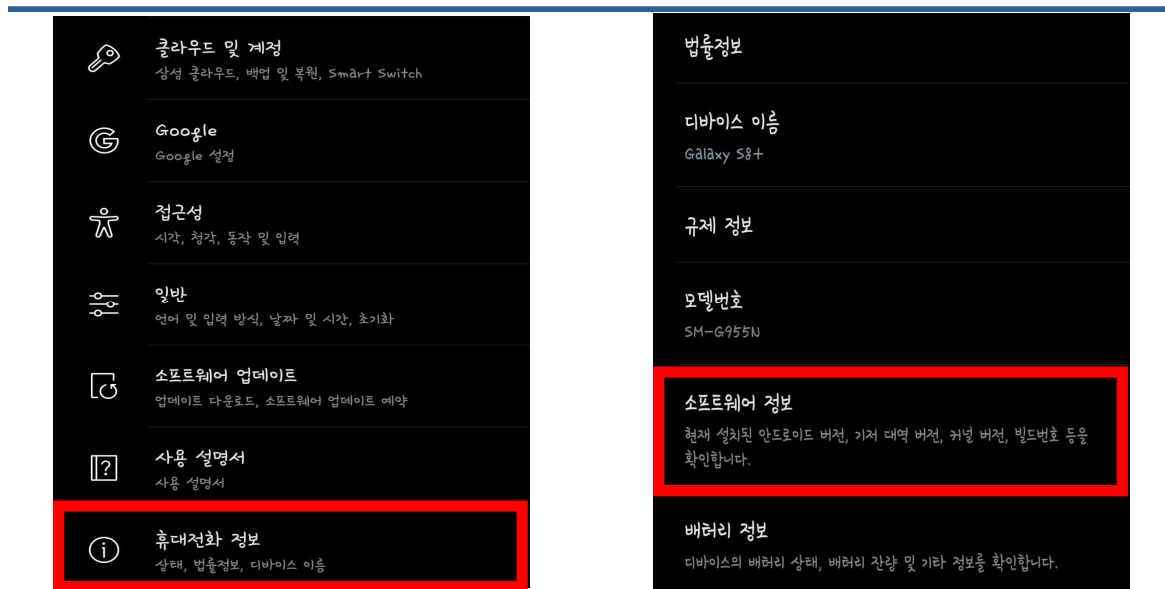 클라우드 및 계정
삼성 클라우드, 백업 및 복원, Smart Switch
Google
Google 설정
접근성
시각, 청각, 동작 및 입력
일반
언어 및 입력 방식, 날짜 및 시간, 초기화
소프트웨어 업데이트
업데이트 다운로드, 소프트웨어 업데이트 예약
사용 설명서
사용 설명서
휴대전화 정보
상태, 법률정보, 디바이스 이름
법률정보
디바이스 이름
Galaxy S8+
규제 정보
모델번호
SM-G955N
소프트웨어 정보
현재 설치된 안드로이드 버전, 기저 대역 버전, 커널 버전, 빌드번호 등을
확인합니다.
배터리 정보
디바이스의 배터리 상태, 배터리 잔량 및 기타 정보를 확인합니다.